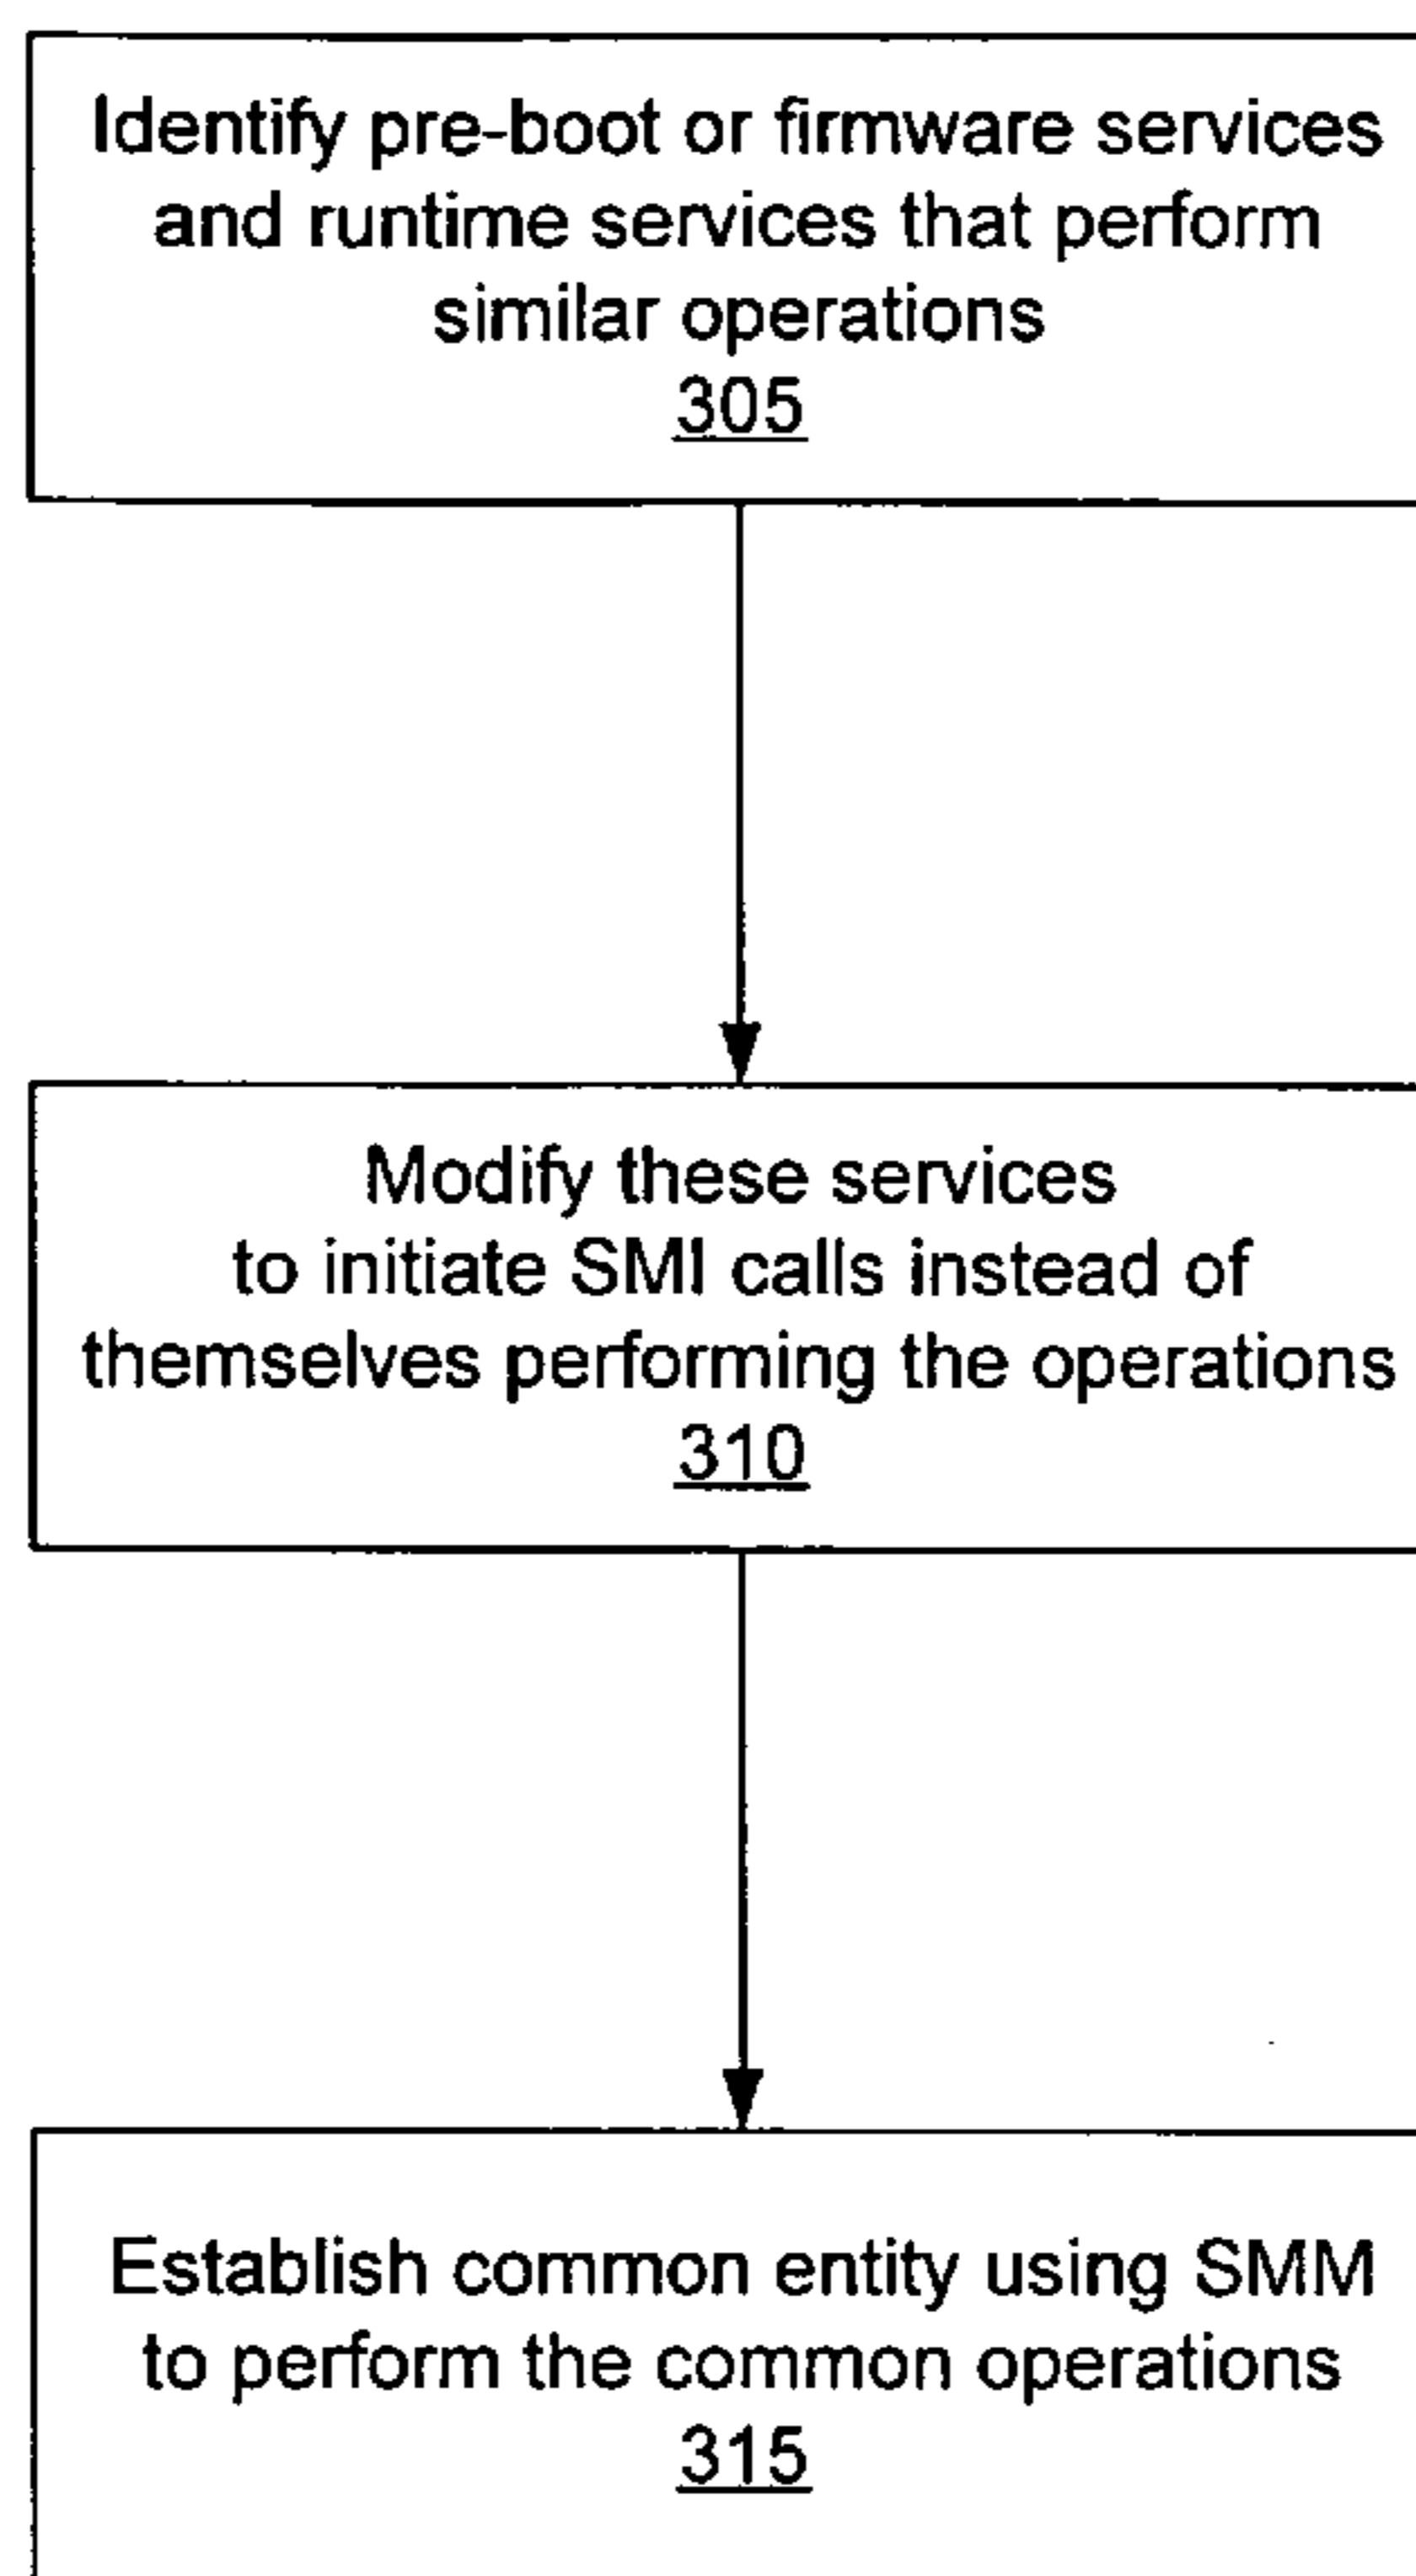 Identify pre-boot or firmware services
and runtime services that perform
similar operations
305
Modify these services
to initiate SMI calls instead of
themselves performing the operations
310
Establish common entity using SMM
to perform the common operations
315